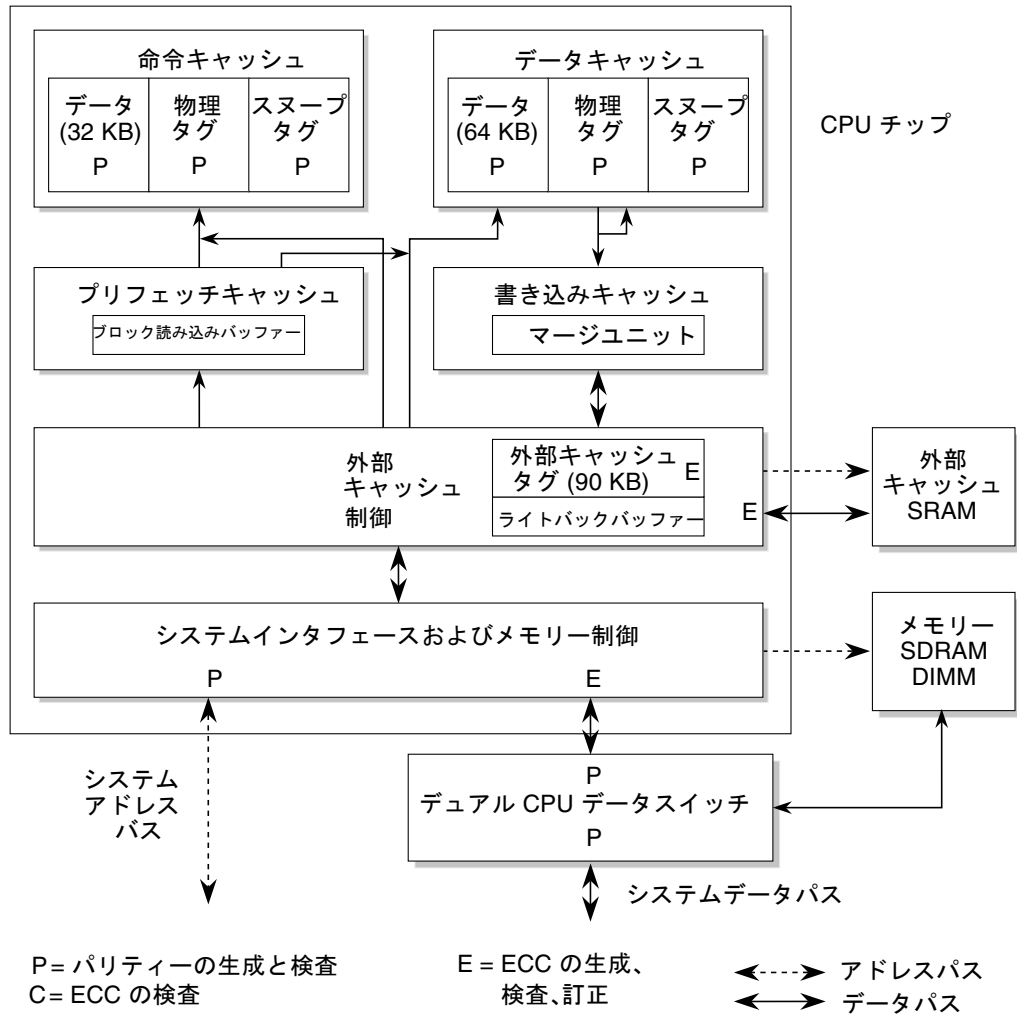 命令キャッシュ
データ
(32 KB)
P
物理
タグ
P
スヌープ
タグ
P
データキャッシュ
データ
(64 KB)
P
物理
タグ
P
スヌープ
タグ
P
CPU チップ
プリフェッチキャッシュ
ブロック読み込みバッファー
書き込みキャッシュ
マージユニット
外部
キャッシュ
制御
外部キャッシュ
タグ (90 KB)
E
ライトバックバッファー
E
外部
キャッシュ
SRAM
システムインタフェースおよびメモリー制御
P
E
メモリー
SDRAM
DIMM
システム
アドレス
バス
P
デュアル CPU データスイッチ
P
システムデータパス
P = パリティーの生成と検査
C = ECC の検査
E = ECC の生成、
検査、訂正
アドレスパス
データパス